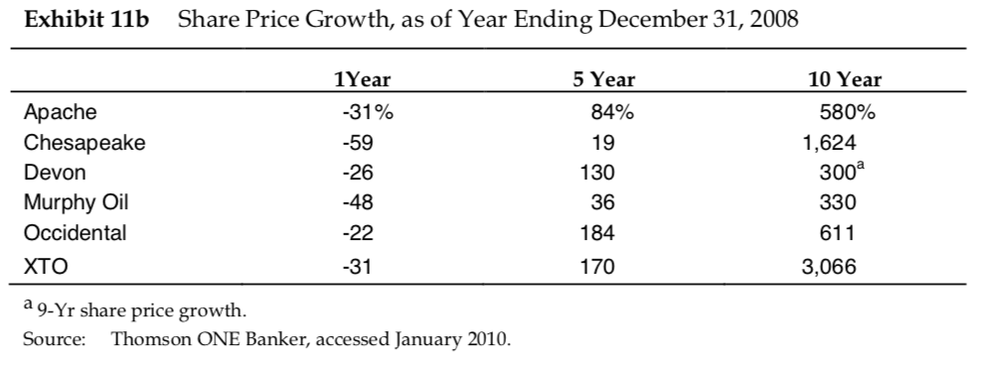 Exhibit 11b Share Price Growth, as of Year Ending December 31, 2008
1Year 5 Year 10 Year
Apache -31% 84% 580%
Chesapeake -59 19 1,624
Devon -26 130 300a
Murphy Oil -48 36 330
Occidental -22 184 611
XTO -31 170 3,066
a 9-Yr share price growth.
Source: Thomson ONE Banker, accessed January 2010.